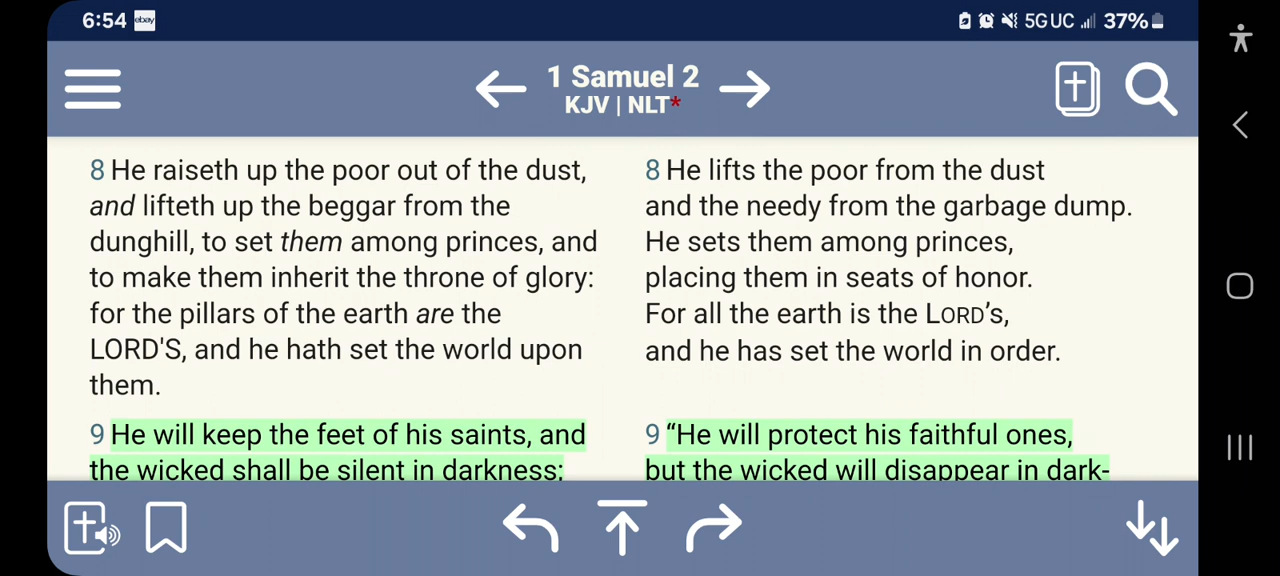 6:54 ebay 5G UC 37%
1 Samuel 2
KJV | NLT*
8 He raiseth up the poor out of the dust,
and lifteth up the beggar from the
dunghill, to set them among princes, and
to make them inherit the throne of glory:
for the pillars of the earth are the
LORD'S, and he hath set the world upon
them.
9 He will keep the feet of his saints, and
the wicked shall be silent in darkness;
8 He lifts the poor from the dust
and the needy from the garbage dump.
He sets them among princes,
placing them in seats of honor.
For all the earth is the LORD’s,
and he has set the world in order.
9 “He will protect his faithful ones,
but the wicked will disappear in dark-